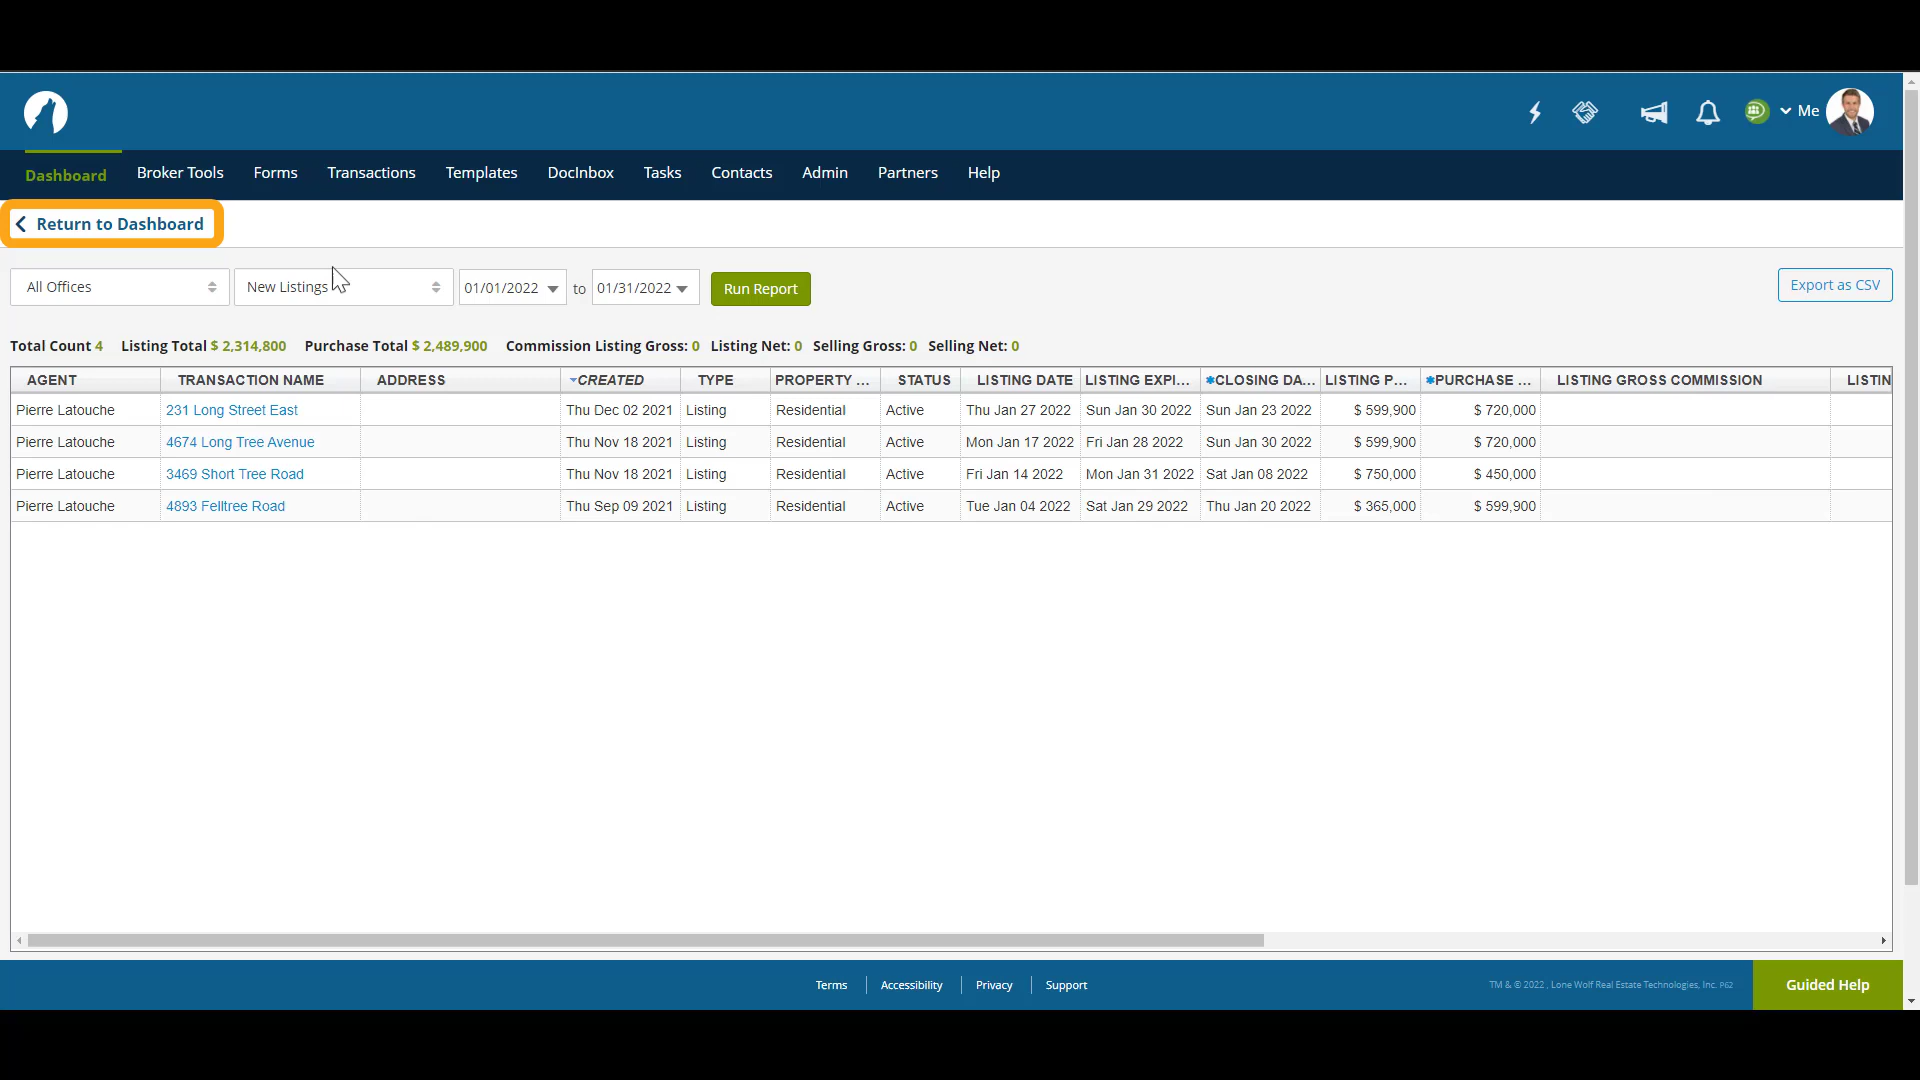 Me
Dashboard Broker Tools Forms Transactions Templates DocInbox Tasks Contacts Admin Partners Help
Return to Dashboard
All Offices New Listings 01/01/2022 to 01/31/2022 Run Report Export as CSV
Total Count 4 Listing Total $ 2,314,800 Purchase Total $ 2,489,900 Commission Listing Gross: 0 Listing Net: 0 Selling Gross: 0 Selling Net: 0
AGENT TRANSACTION NAME ADDRESS CREATED TYPE PROPERTY ... STATUS LISTING DATE LISTING EXPI... *CLOSING DA... LISTING P... *PURCHASE ... LISTING GROSS COMMISSION LISTIN
Pierre Latouche 231 Long Street East Thu Dec 02 2021 Listing Residential Active Thu Jan 27 2022 Sun Jan 30 2022 Sun Jan 23 2022 $ 599,900 $ 720,000
Pierre Latouche 4674 Long Tree Avenue Thu Nov 18 2021 Listing Residential Active Mon Jan 17 2022 Fri Jan 28 2022 Sun Jan 30 2022 $ 599,900 $ 720,000
Pierre Latouche 3469 Short Tree Road Thu Nov 18 2021 Listing Residential Active Fri Jan 14 2022 Mon Jan 31 2022 Sat Jan 08 2022 $ 750,000 $ 450,000
Pierre Latouche 4893 Felltree Road Thu Sep 09 2021 Listing Residential Active Tue Jan 04 2022 Sat Jan 29 2022 Thu Jan 20 2022 $ 365,000 $ 599,900
Terms Accessibility Privacy Support TM & © 2022 , Lone Wolf Real Estate Technologies, Inc. P62 Guided Help